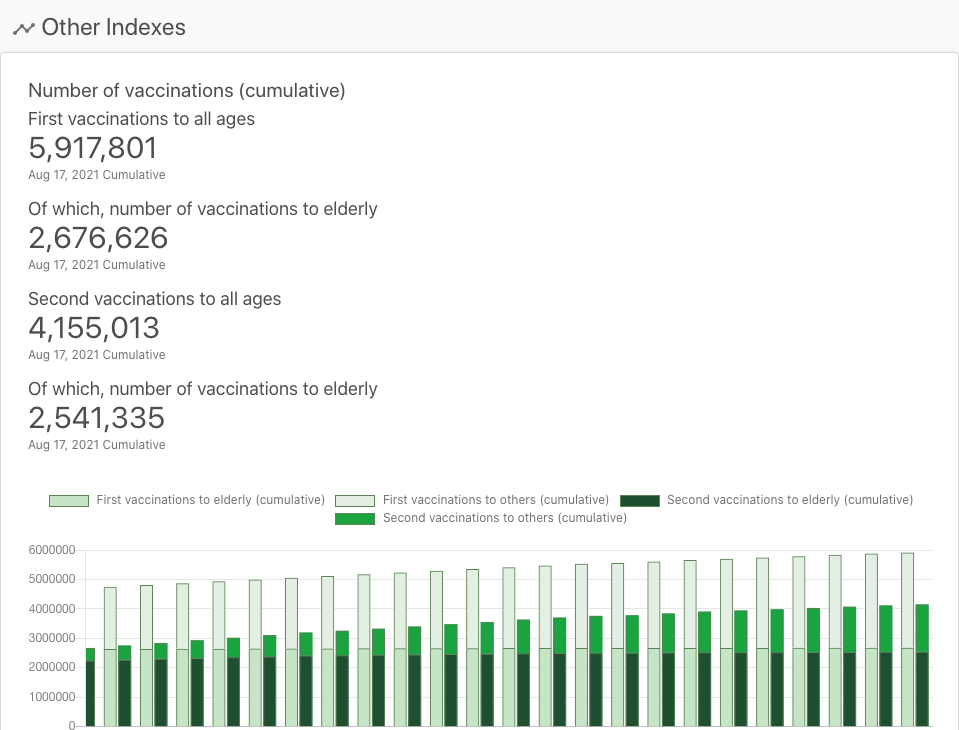 Other Indexes
Number of vaccinations (cumulative)
First vaccinations to all ages
5,917,801
Aug 17, 2021 Cumulative
Of which, number of vaccinations to elderly
2,676,626
Aug 17, 2021 Cumulative
Second vaccinations to all ages
4,155,013
Aug 17, 2021 Cumulative
Of which, number of vaccinations to elderly
2,541,335
Aug 17, 2021 Cumulative
First vaccinations to elderly (cumulative) First vaccinations to others (cumulative) Second vaccinations to elderly (cumulative)
Second vaccinations to others (cumulative)
6000000
5000000
4000000
3000000
2000000
1000000
0